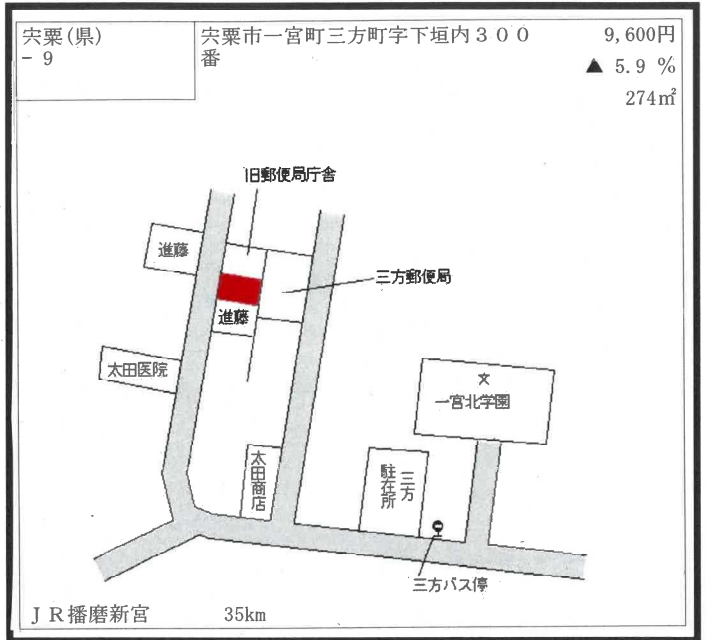 宍粟(県)
－9
宍粟市一宮町三方町字下垣内３００
番
9,600円
▲ 5.9 %
274㎡
旧郵便局庁舎
進藤
三方郵便局
進藤
太田医院
文
一宮北学園
太田商店
三方
駐在所
三方バス停
ＪＲ播磨新宮 35km